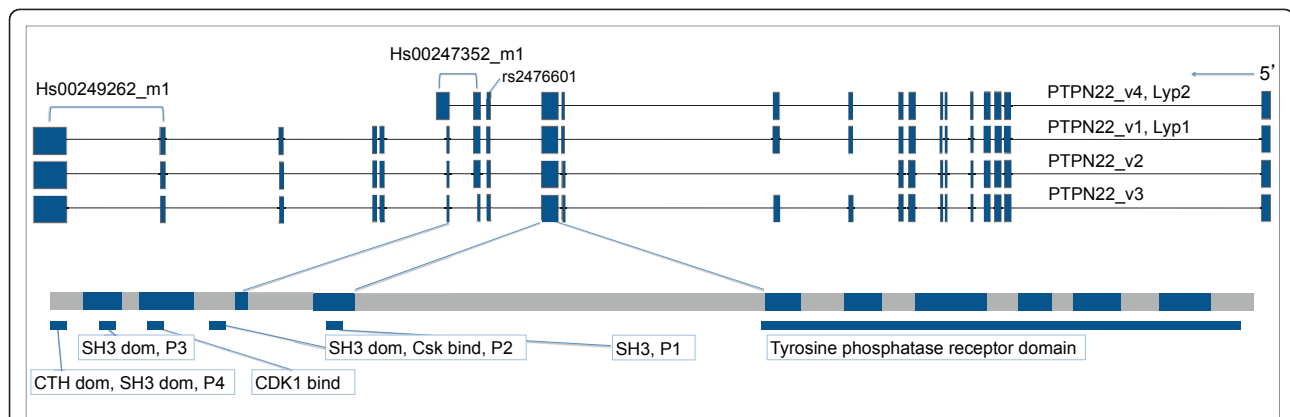 Hs00247352_m1
rs2476601
Hs00249262_m1
5'
PTPN22_v4, Lyp2
PTPN22_v1, Lyp1
PTPN22_v2
PTPN22_v3
SH3 dom, P3
SH3 dom, Csk bind, P2
SH3, P1
Tyrosine phosphatase receptor domain
CTH dom, SH3 dom, P4
CDK1 bind